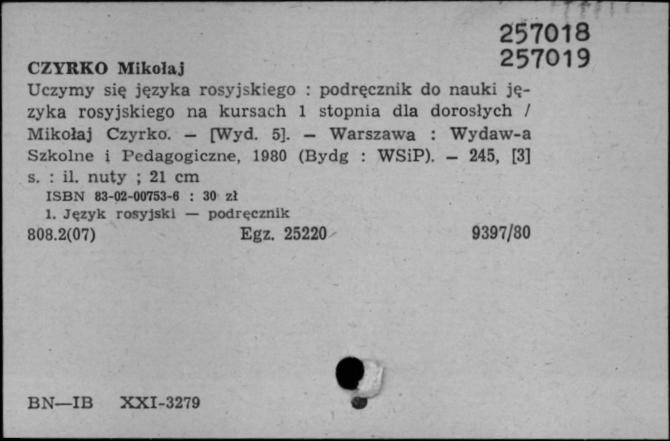 257018
257019
CZYRKO Mikołaj
Uczymy się języka rosyjskiego : podręcznik do nauki ję-
zyka rosyjskiego na kursach 1 stopnia dla dorosłych /
Mikołaj Czyrko. — [Wyd. 5]. — Warszawa : Wydaw-a
Szkolne i Pedagogiczne, 1980 (Bydg : WSiP). — 245, [3]
s. : il. nuty ; 21 cm
ISBN 83-02-00753-6 : 30 zł
1. Język rosyjski — podręcznik
808.2(07) Egz. 25220 9397/80
BN—IB XXI-3279